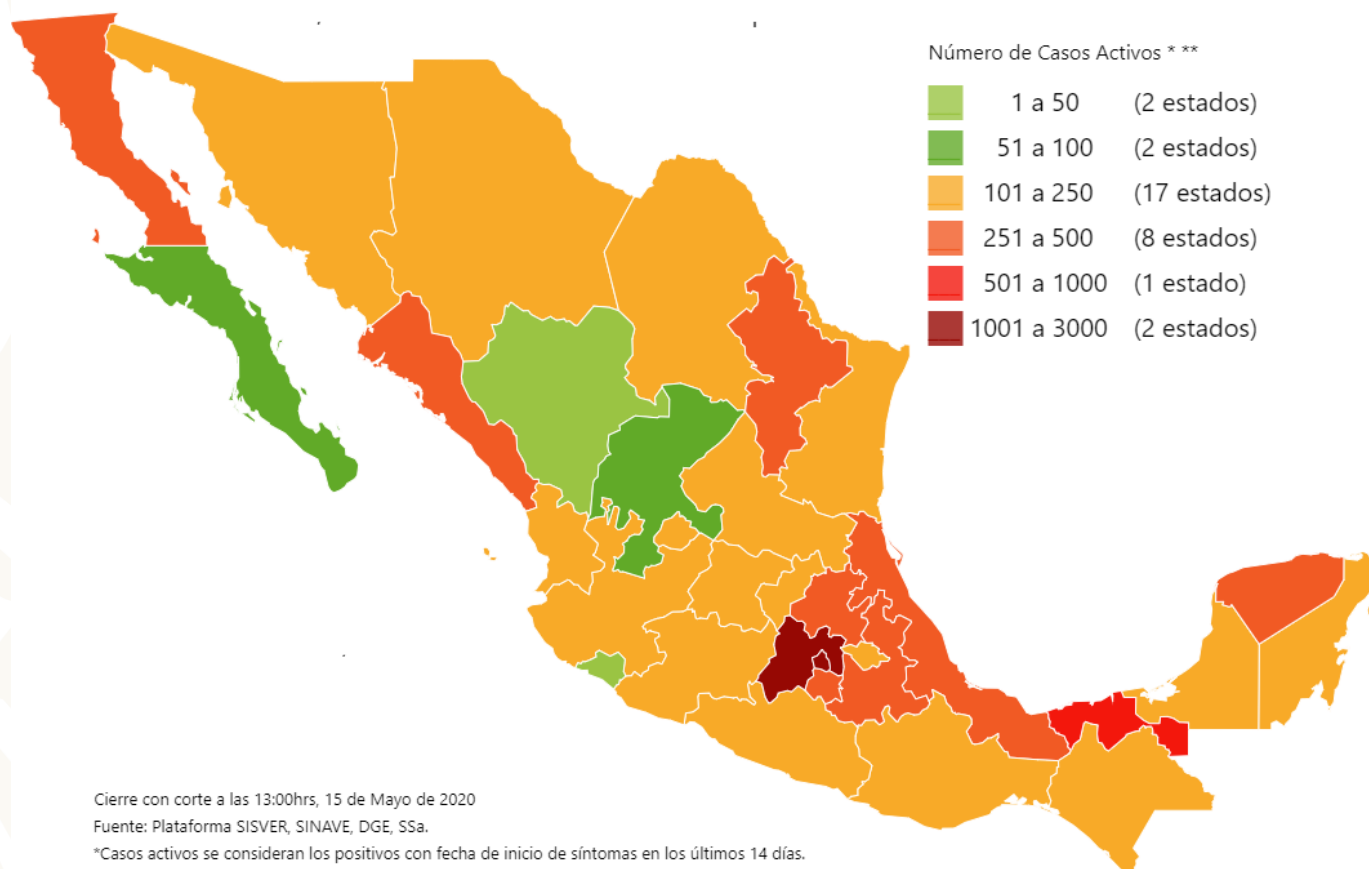 Número de Casos Activos * **
1 a 50 (2 estados)
51 a 100 (2 estados)
101 a 250 (17 estados)
251 a 500 (8 estados)
501 a 1000 (1 estado)
1001 a 3000 (2 estados)
Cierre con corte a las 13:00hrs, 15 de Mayo de 2020
Fuente: Plataforma SISVER, SINAVE, DGE, SSa.
*Casos activos se consideran los positivos con fecha de inicio de síntomas en los últimos 14 días.